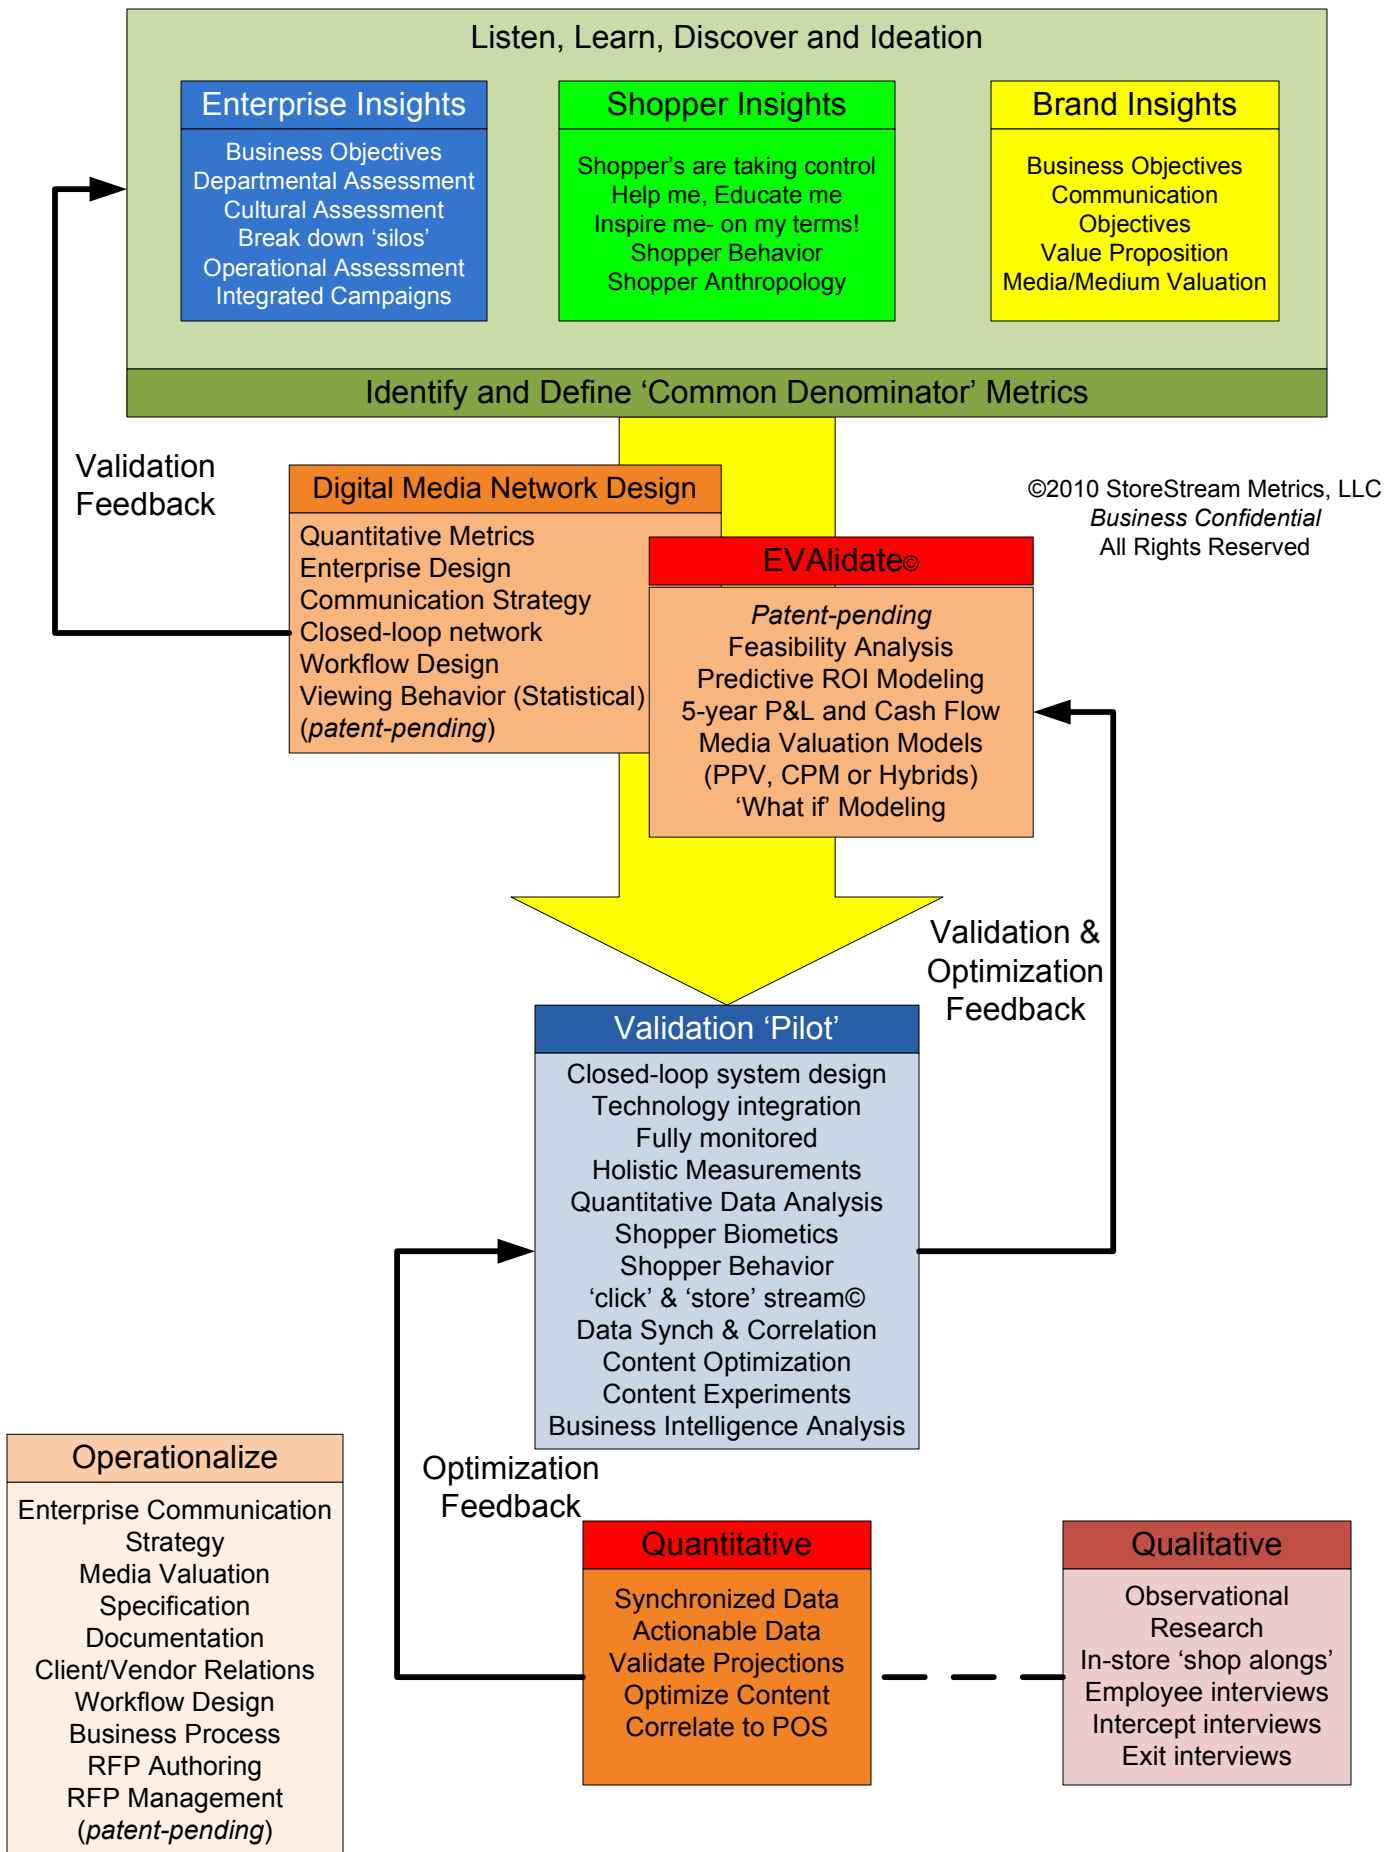 Listen, Learn, Discover and Ideation
Enterprise Insights
Business Objectives
Departmental Assessment
Cultural Assessment
Break down ‘silos’
Operational Assessment
Integrated Campaigns
Shopper Insights
Shopper’s are taking control
Help me, Educate me
Inspire me- on my terms!
Shopper Behavior
Shopper Anthropology
Brand Insights
Business Objectives
Communication
Objectives
Value Proposition
Media/Medium Valuation
Identify and Define ‘Common Denominator’ Metrics
Validation
Feedback
Digital Media Network Design
Quantitative Metrics
Enterprise Design
Communication Strategy
Closed-loop network
Workflow Design
Viewing Behavior (Statistical)
(patent-pending)
©2010 StoreStream Metrics, LLC
Business Confidential
All Rights Reserved
EVAlidate©
Patent-pending
Feasibility Analysis
Predictive ROI Modeling
5-year P&L and Cash Flow
Media Valuation Models
(PPV, CPM or Hybrids)
‘What if’ Modeling
Validation &
Optimization
Feedback
Validation ‘Pilot’
Closed-loop system design
Technology integration
Fully monitored
Holistic Measurements
Quantitative Data Analysis
Shopper Biometics
Shopper Behavior
‘click’ & ‘store’ stream©
Data Synch & Correlation
Content Optimization
Content Experiments
Business Intelligence Analysis
Optimization
Feedback
Operationalize
Enterprise Communication
Strategy
Media Valuation
Specification
Documentation
Client/Vendor Relations
Workflow Design
Business Process
RFP Authoring
RFP Management
(patent-pending)
Quantitative
Synchronized Data
Actionable Data
Validate Projections
Optimize Content
Correlate to POS
Qualitative
Observational
Research
In-store ‘shop alongs’
Employee interviews
Intercept interviews
Exit interviews